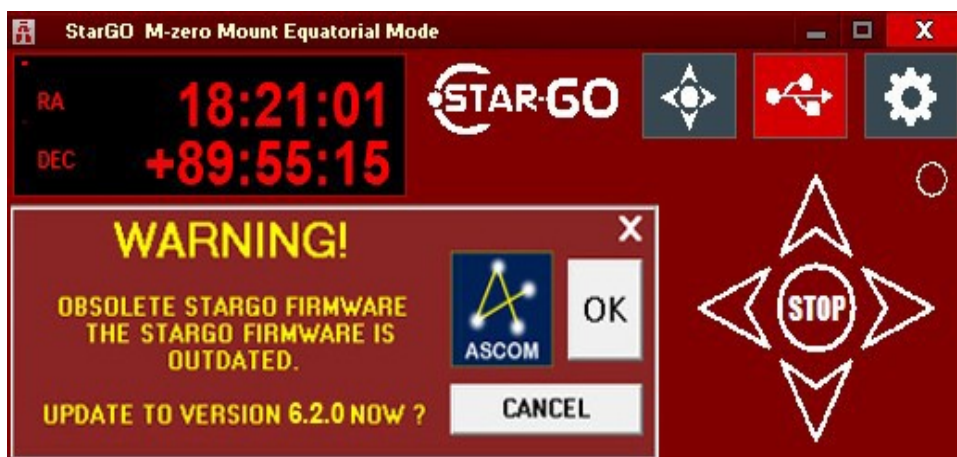 StarGO M-zero Mount Equatorial Mode
X
RA 18:21:01
DEC +89:55:15
STAR·GO
WARNING!
X
OBSOLETE STARGO FIRMWARE
THE STARGO FIRMWARE IS
OUTDATED.
UPDATE TO VERSION 6.2.0 NOW ?
ASCOM
OK
CANCEL
STOP